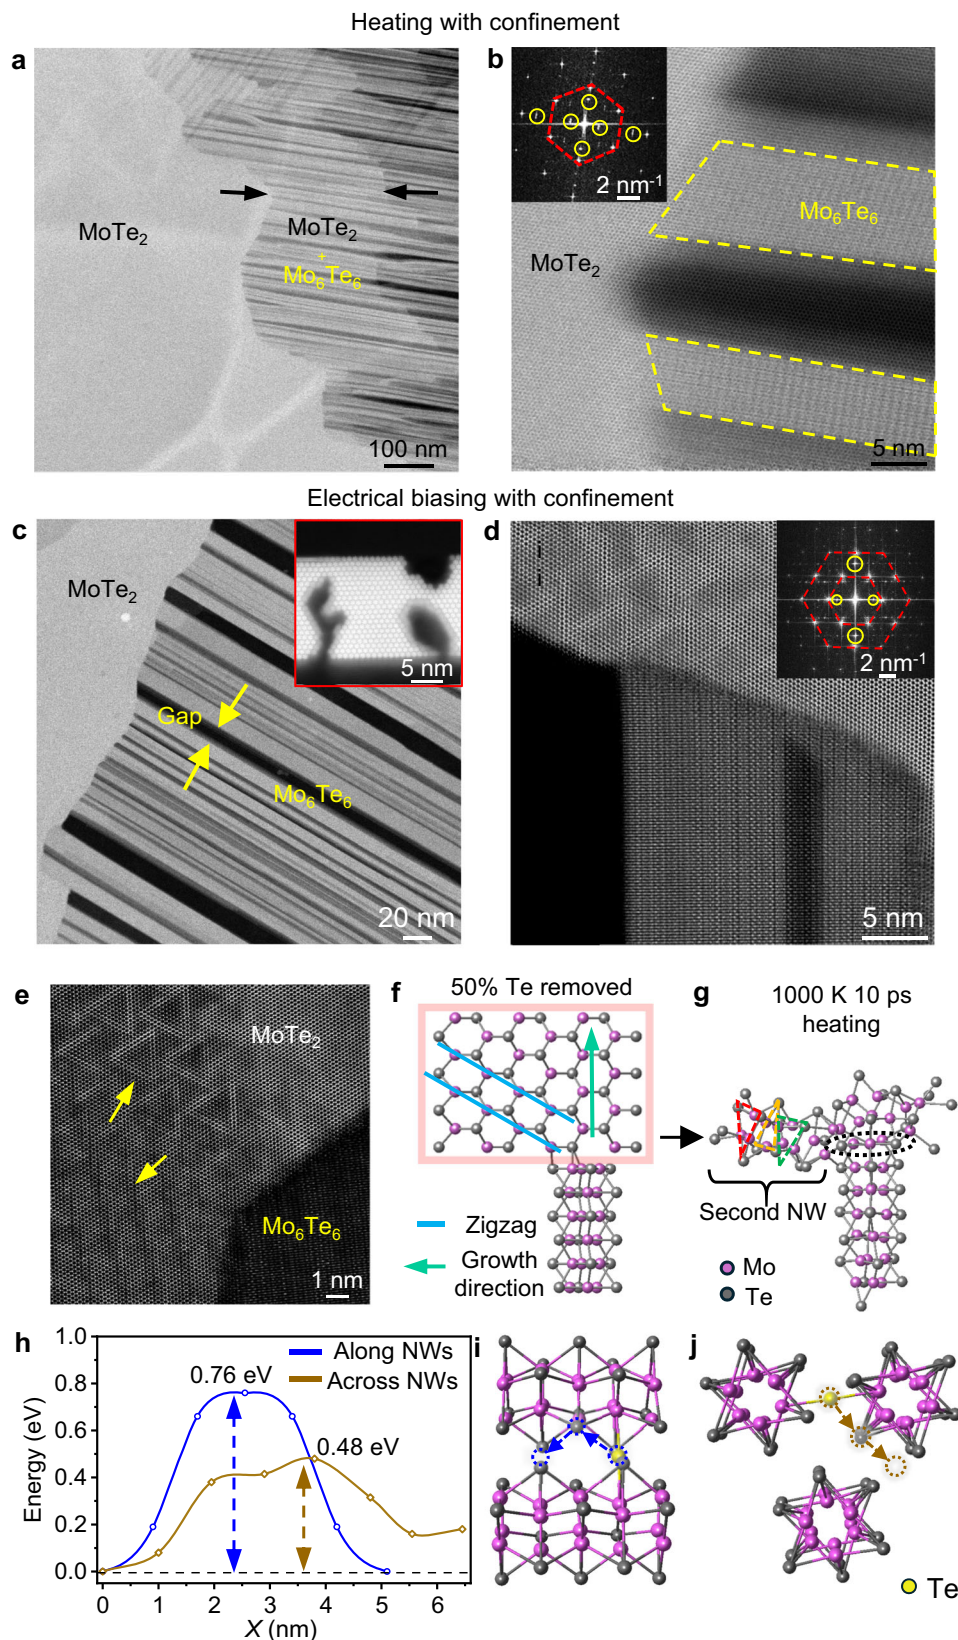 Heating with confinement
a
MoTe₂
MoTe₂
+
Mo₆Te₆
100 nm
b
2 nm⁻¹
Mo₆Te₆
MoTe₂
5 nm
Electrical biasing with confinement
c
MoTe₂
5 nm
Gap
Mo₆Te₆
20 nm
d
2 nm⁻¹
5 nm
e
MoTe₂
Mo₆Te₆
1 nm
f
50% Te removed
Zigzag
Growth
direction
g
1000 K 10 ps
heating
Second NW
Mo
Te
h
1.0
0.8
0.6
0.4
0.2
0.0
Energy (eV)
0.76 eV
Along NWs
Across NWs
0.48 eV
0 1 2 3 4 5 6
X (nm)
i
j
Te